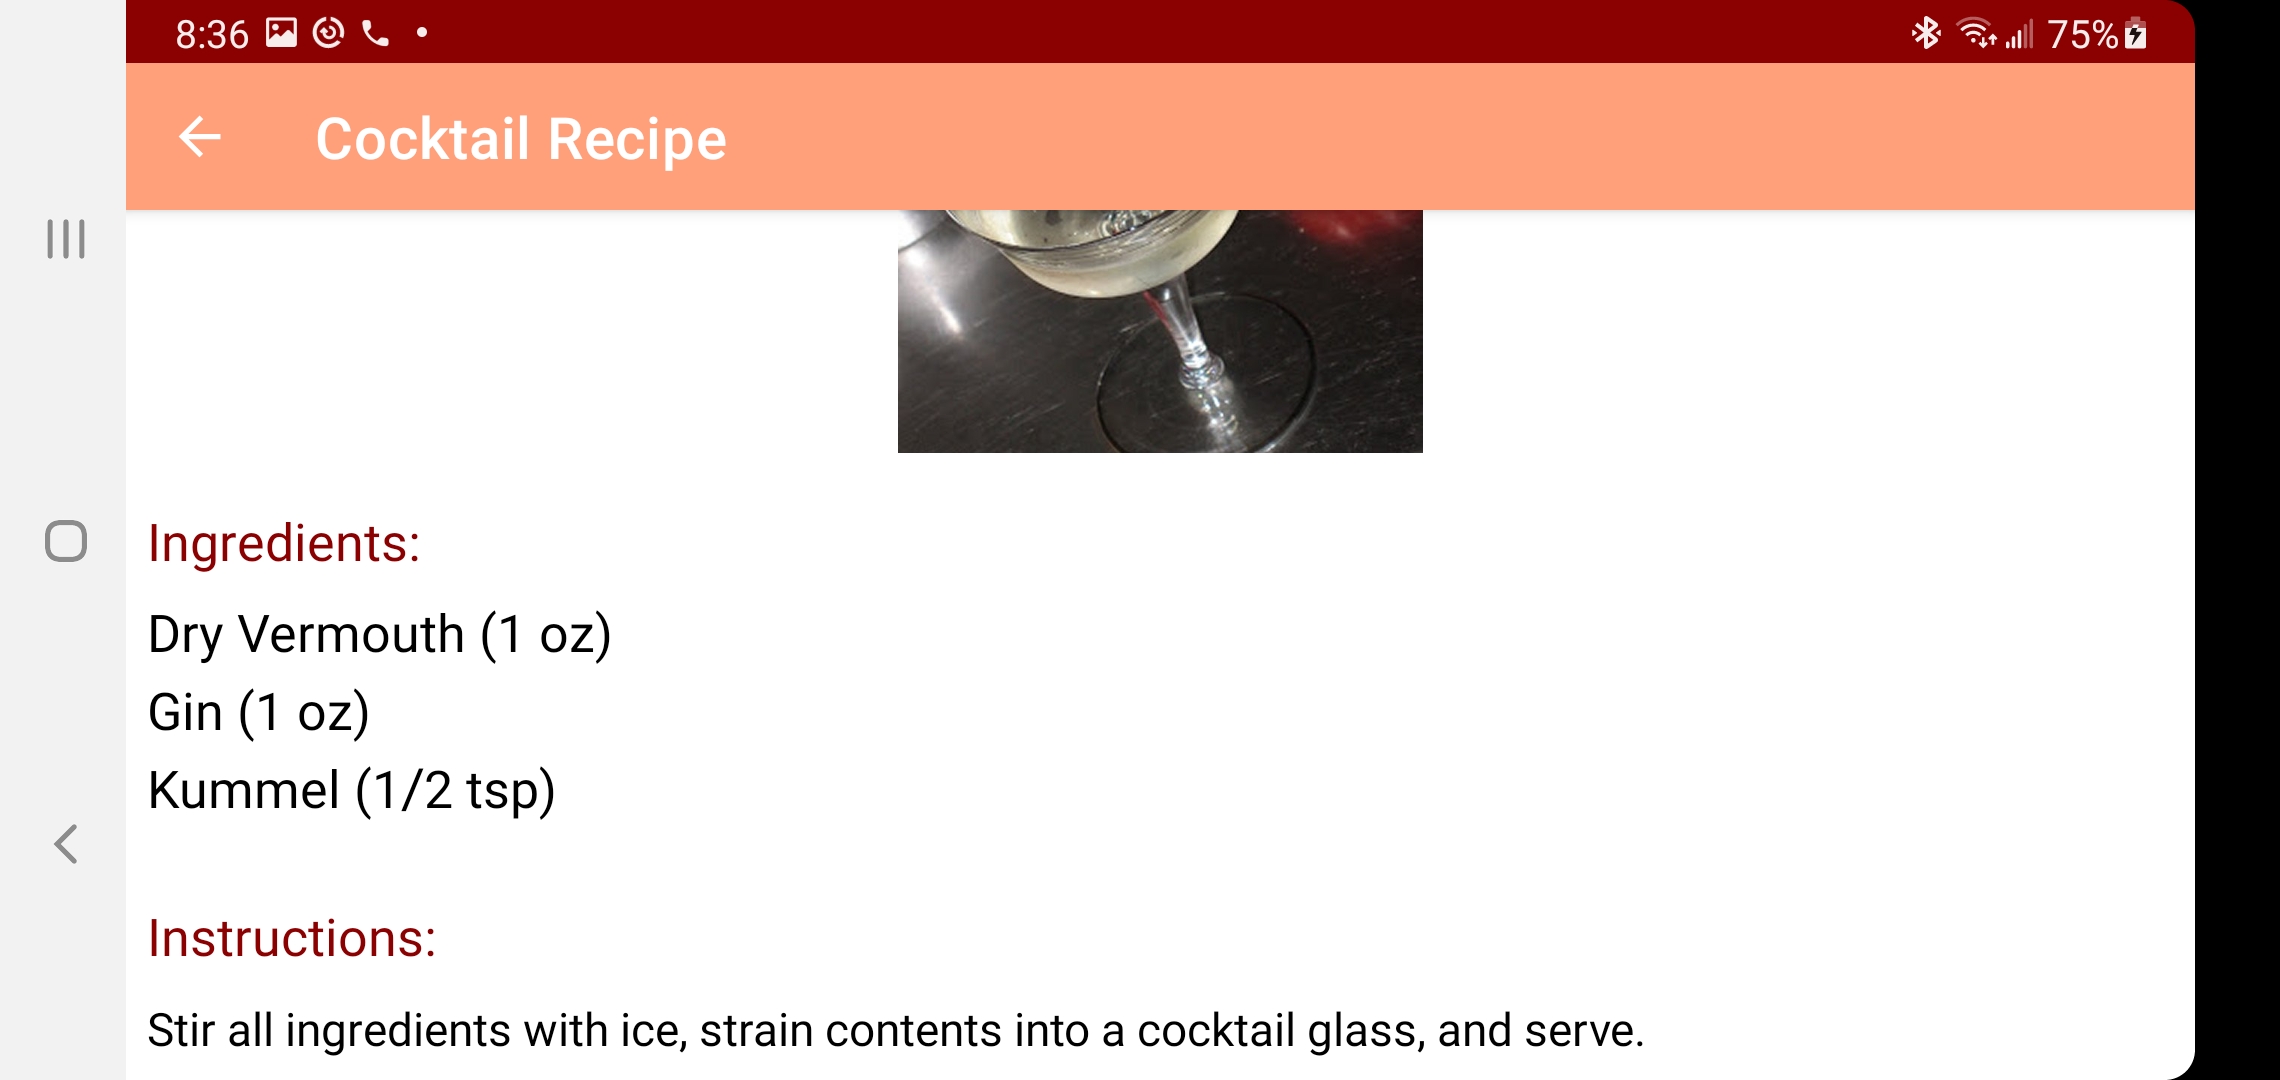 8:36
75%
Cocktail Recipe
Ingredients:
Dry Vermouth (1 oz)
Gin (1 oz)
Kummel (1/2 tsp)
Instructions:
Stir all ingredients with ice, strain contents into a cocktail glass, and serve.